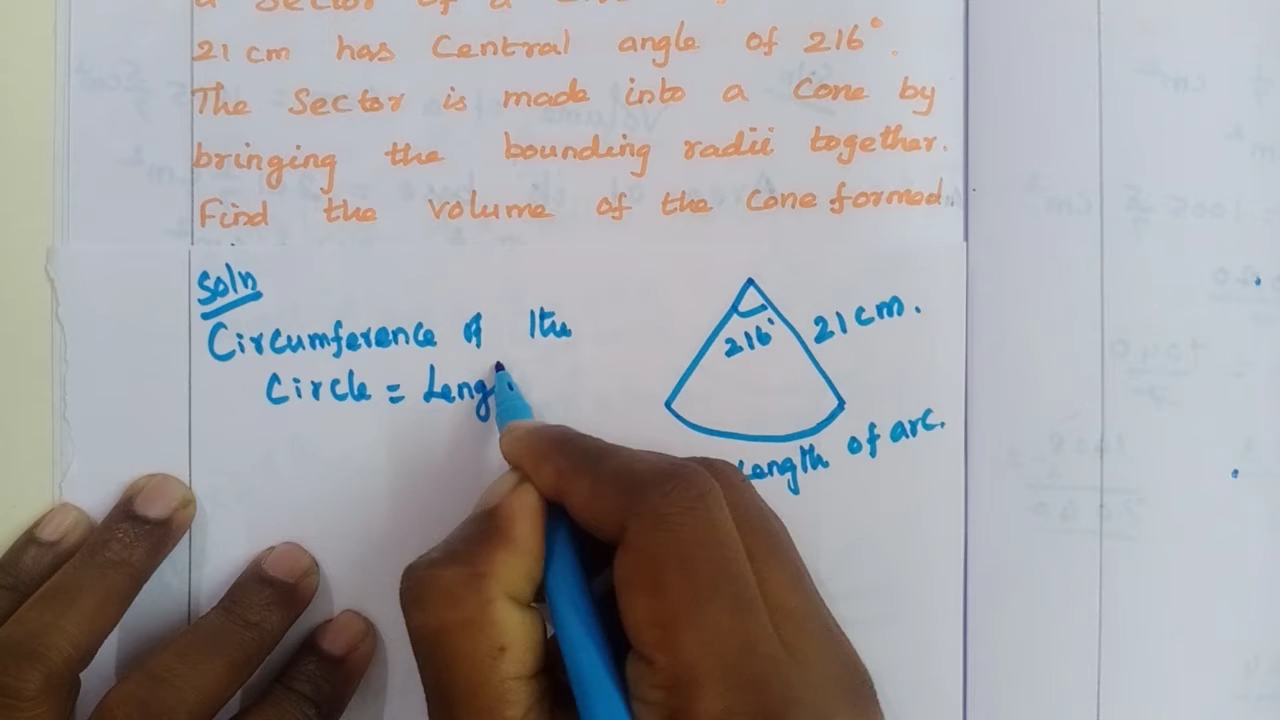 a Sector of a
21 cm has Central angle of 216°.
The Sector is made into a Cone by
bringing the bounding radii together.
Find the Volume of the Cone formed.
Soln
Circumference of the
Circle = Leng
216°
21 cm.
Length of arc.